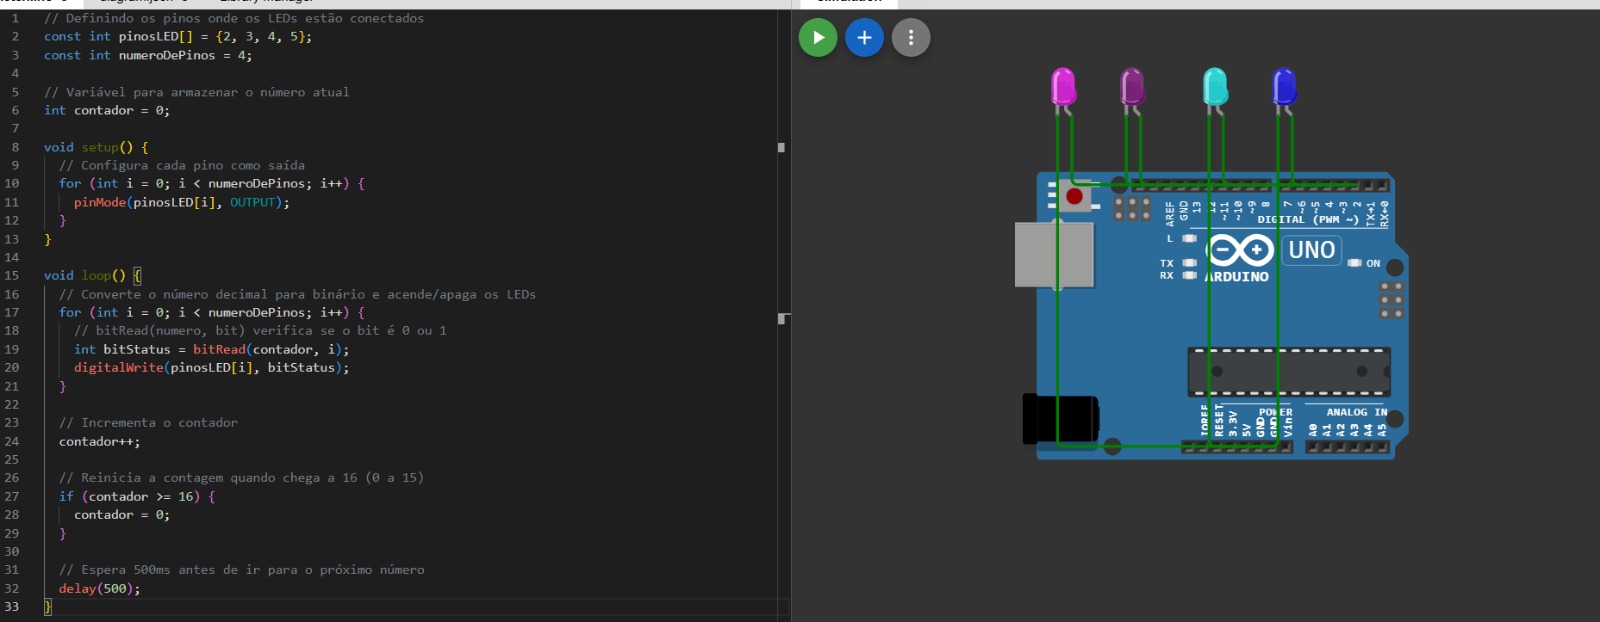 1 // Definindo os pinos onde os LEDs estão conectados
2 const int pinosLED[] = {2, 3, 4, 5};
3 const int numeroDePinos = 4;
4
5 // Variável para armazenar o número atual
6 int contador = 0;
7
8 void setup() {
9 // Configura cada pino como saída
10 for (int i = 0; i < numeroDePinos; i++) {
11 pinMode(pinosLED[i], OUTPUT);
12 }
13 }
14
15 void loop() {
16 // Converte o número decimal para binário e acende/apaga os LEDs
17 for (int i = 0; i < numeroDePinos; i++) {
18 // bitRead(numero, bit) verifica se o bit é 0 ou 1
19 int bitStatus = bitRead(contador, i);
20 digitalWrite(pinosLED[i], bitStatus);
21 }
22
23 // Incrementa o contador
24 contador++;
25
26 // Reinicia a contagem quando chega a 16 (0 a 15)
27 if (contador >= 16) {
28 contador = 0;
29 }
30
31 // Espera 500ms antes de ir para o próximo número
32 delay(500);
33 }
AREF GND 13 12 ~11 ~10 ~9 8 7 ~6 ~5 4 ~3 2 TX→1 RX←0
DIGITAL (PWM ~)
L
TX
RX
UNO
ON
ARDUINO
POWER
ANALOG IN
IOREF RESET 3.3V 5V GND GND Vin A0 A1 A2 A3 A4 A5